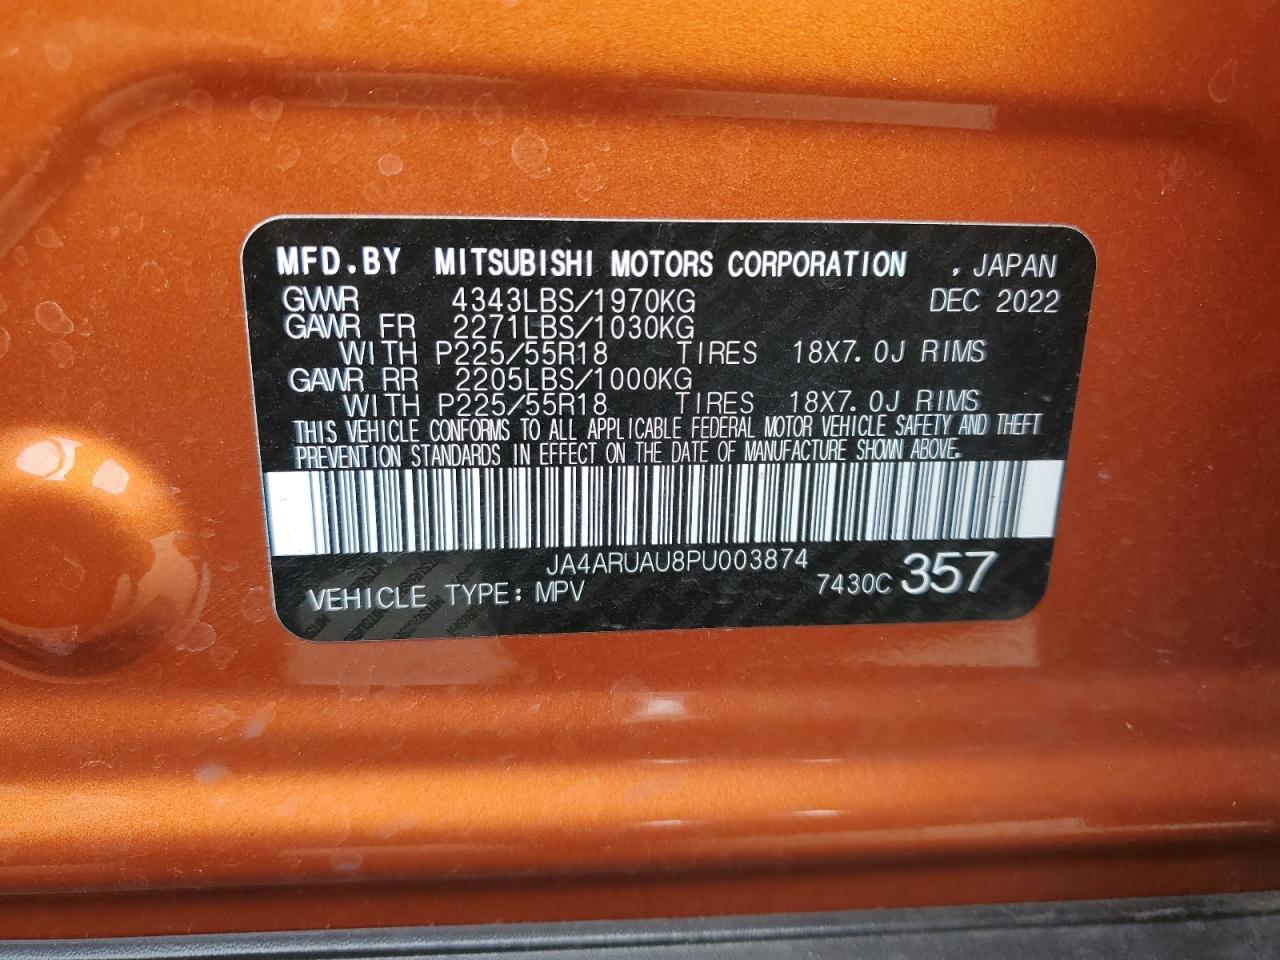 MFD.BY MITSUBISHI MOTORS CORPORATION , JAPAN
GVWR 4343LBS/1970KG DEC 2022
GAWR FR 2271LBS/1030KG
WITH P225/55R18 TIRES 18X7.0J RIMS
GAWR RR 2205LBS/1000KG
WITH P225/55R18 TIRES 18X7.0J RIMS
THIS VEHICLE CONFORMS TO ALL APPLICABLE FEDERAL MOTOR VEHICLE SAFETY AND THEFT
PREVENTION STANDARDS IN EFFECT ON THE DATE OF MANUFACTURE SHOWN ABOVE.
JA4ARUAU8PU003874
VEHICLE TYPE: MPV 7430C 357